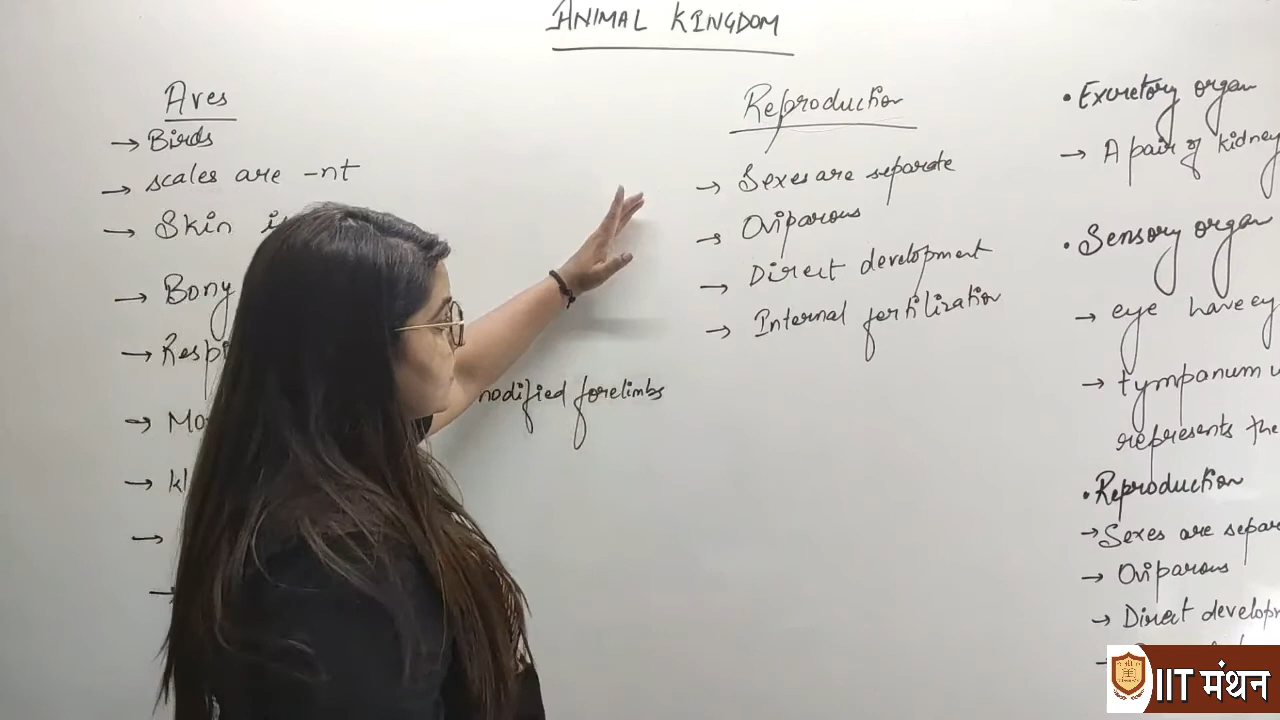 ANIMAL KINGDOM
Aves
→ Birds
→ scales are -nt
→ Skin
→ Bony
→ Respi
→ Mo
modified forelimbs
→ kl
→
→
Reproduction
→ Sexes are separate
→ Oviparous
→ Direct development
→ Internal fertilization
• Excretory organ
→ A pair of kidney
• Sensory organ
→ eye have ey
→ tympanum
represents the
• Reproduction
→ Sexes are separ
→ Oviparous
→ Direct develop
IIT मंथन